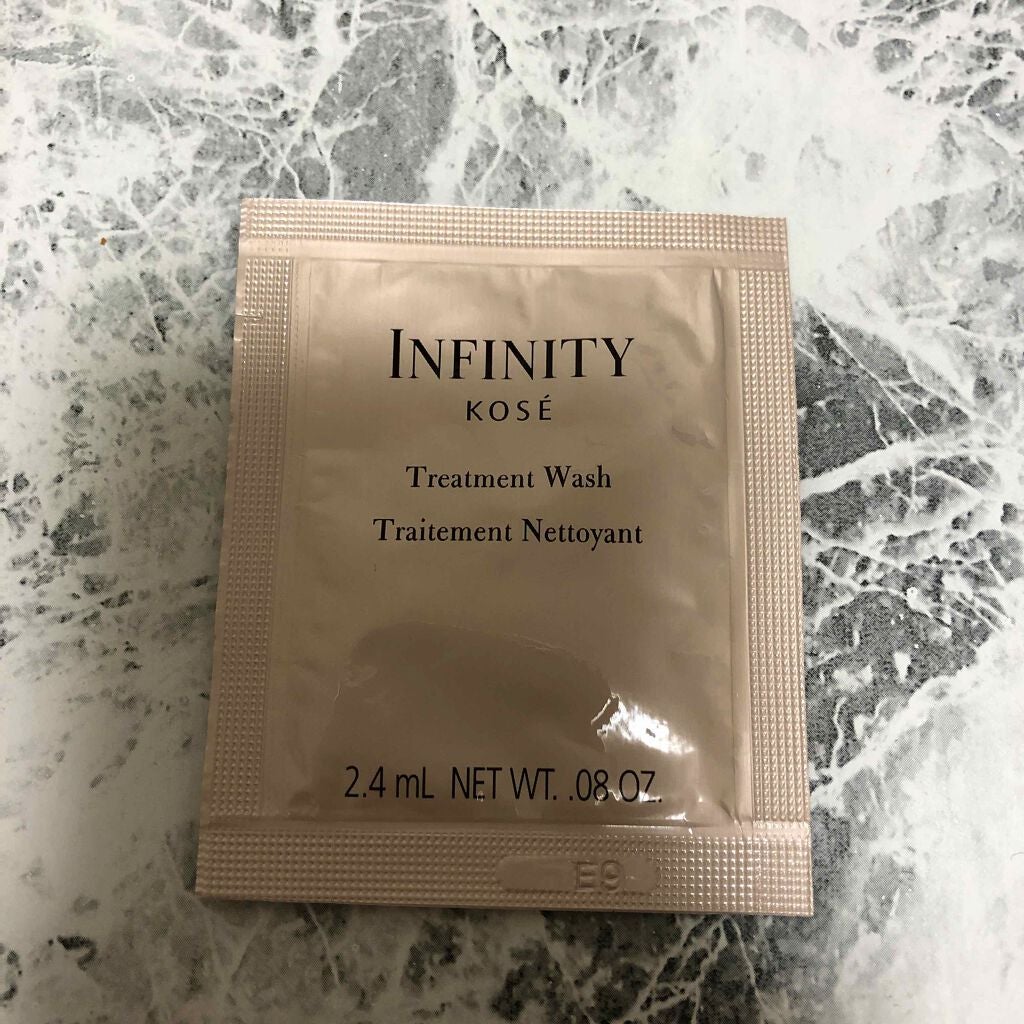 INFINITY
KOSÉ
Treatment Wash
Traitement Nettoyant
2.4 mL NET WT. .08 OZ.
E9